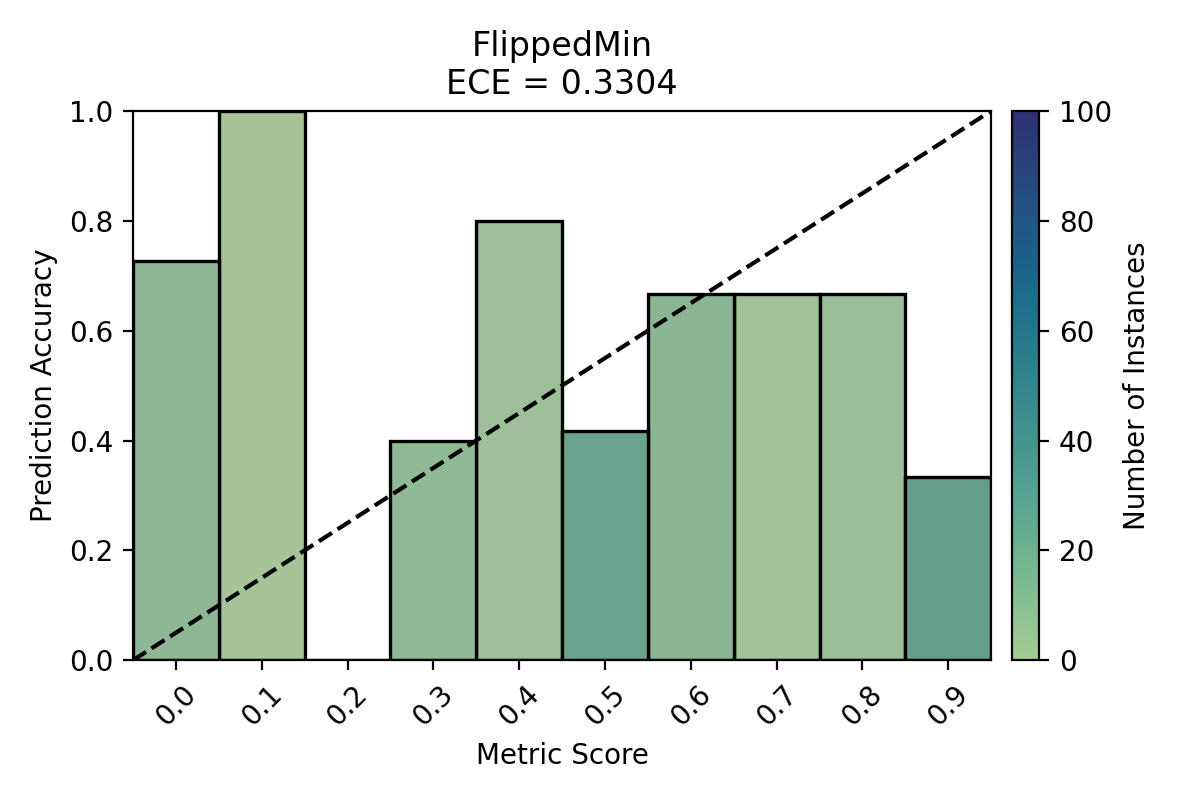 FlippedMin
ECE = 0.3304
Prediction Accuracy
1.0
0.8
0.6
0.4
0.2
0.0
0.0 0.1 0.2 0.3 0.4 0.5 0.6 0.7 0.8 0.9
Metric Score
100
80
60
40
20
0
Number of Instances